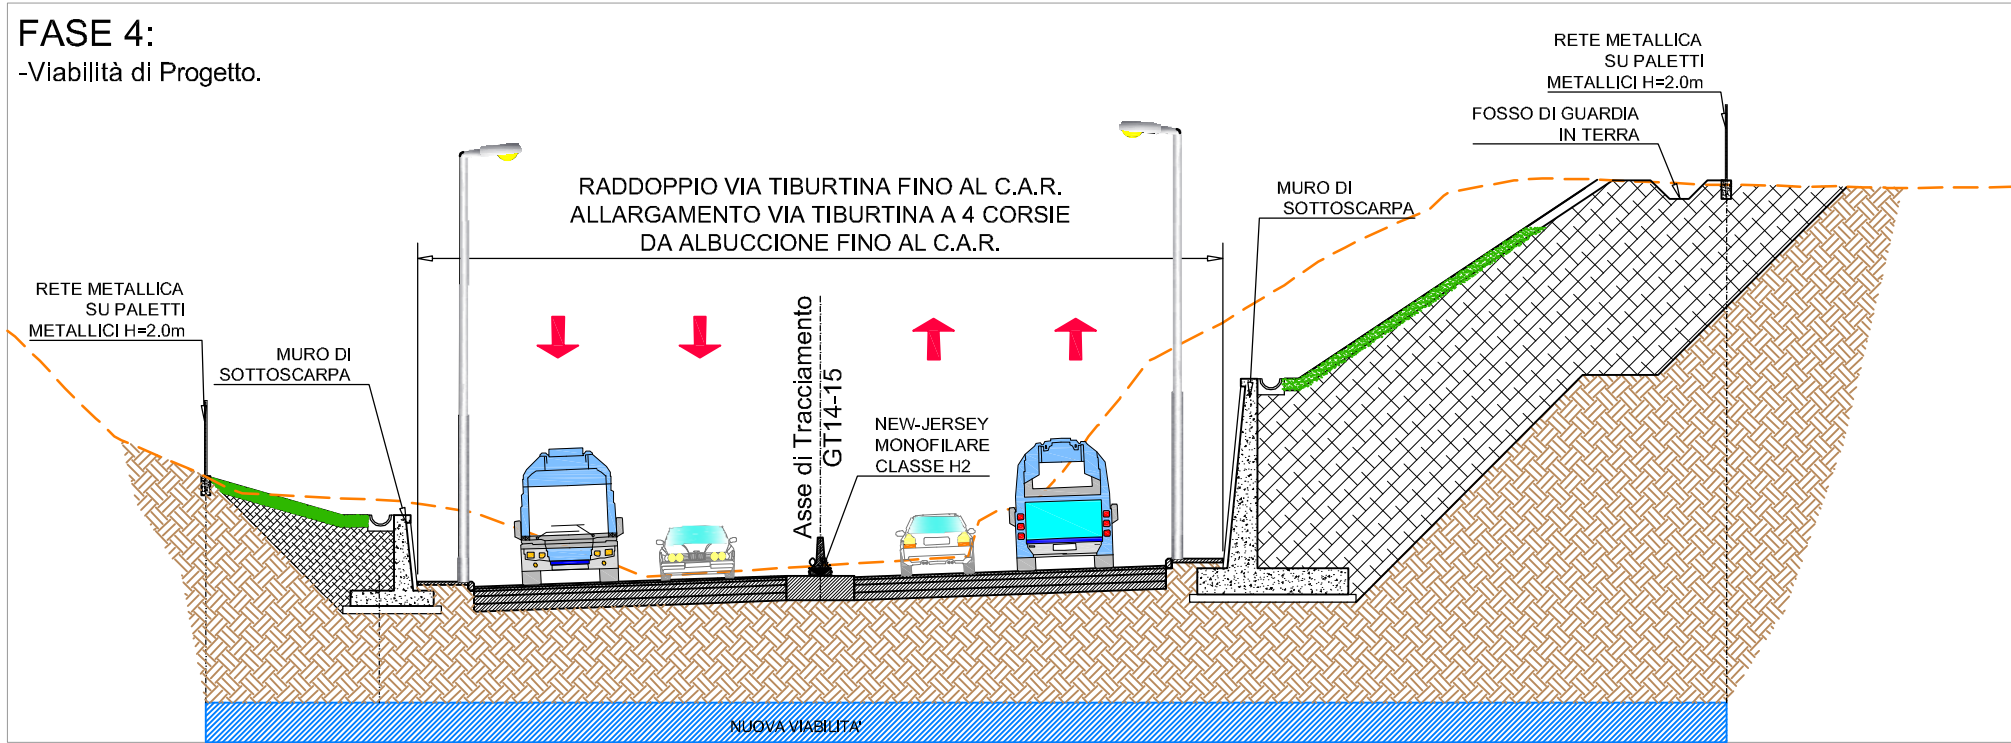 FASE 4:
-Viabilità di Progetto.
RETE METALLICA
SU PALETTI
METALLICI H=2.0m
FOSSO DI GUARDIA
IN TERRA
RADDOPPIO VIA TIBURTINA FINO AL C.A.R.
ALLARGAMENTO VIA TIBURTINA A 4 CORSIE
DA ALBUCCIONE FINO AL C.A.R.
MURO DI
SOTTOSCARPA
RETE METALLICA
SU PALETTI
METALLICI H=2.0m
MURO DI
SOTTOSCARPA
Asse di Tracciamento
GT14-15
NEW-JERSEY
MONOFILARE
CLASSE H2
NUOVA VIABILITA'